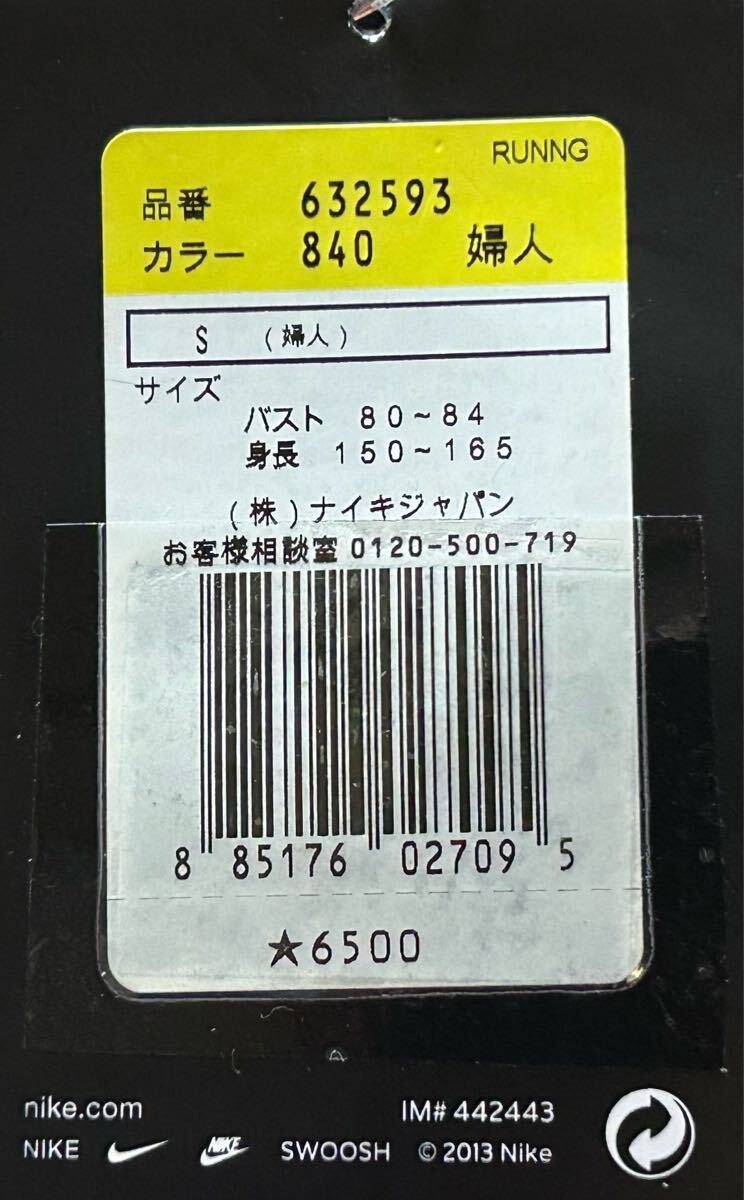 RUNNG
品番 632593
カラー 840 婦人
S (婦人)
サイズ
バスト 80~84
身長 150~165
(株)ナイキジャパン
お客様相談室 0120-500-719
8 85176 02709 5
★6500
nike.com IM# 442443
NIKE NIKE SWOOSH © 2013 Nike